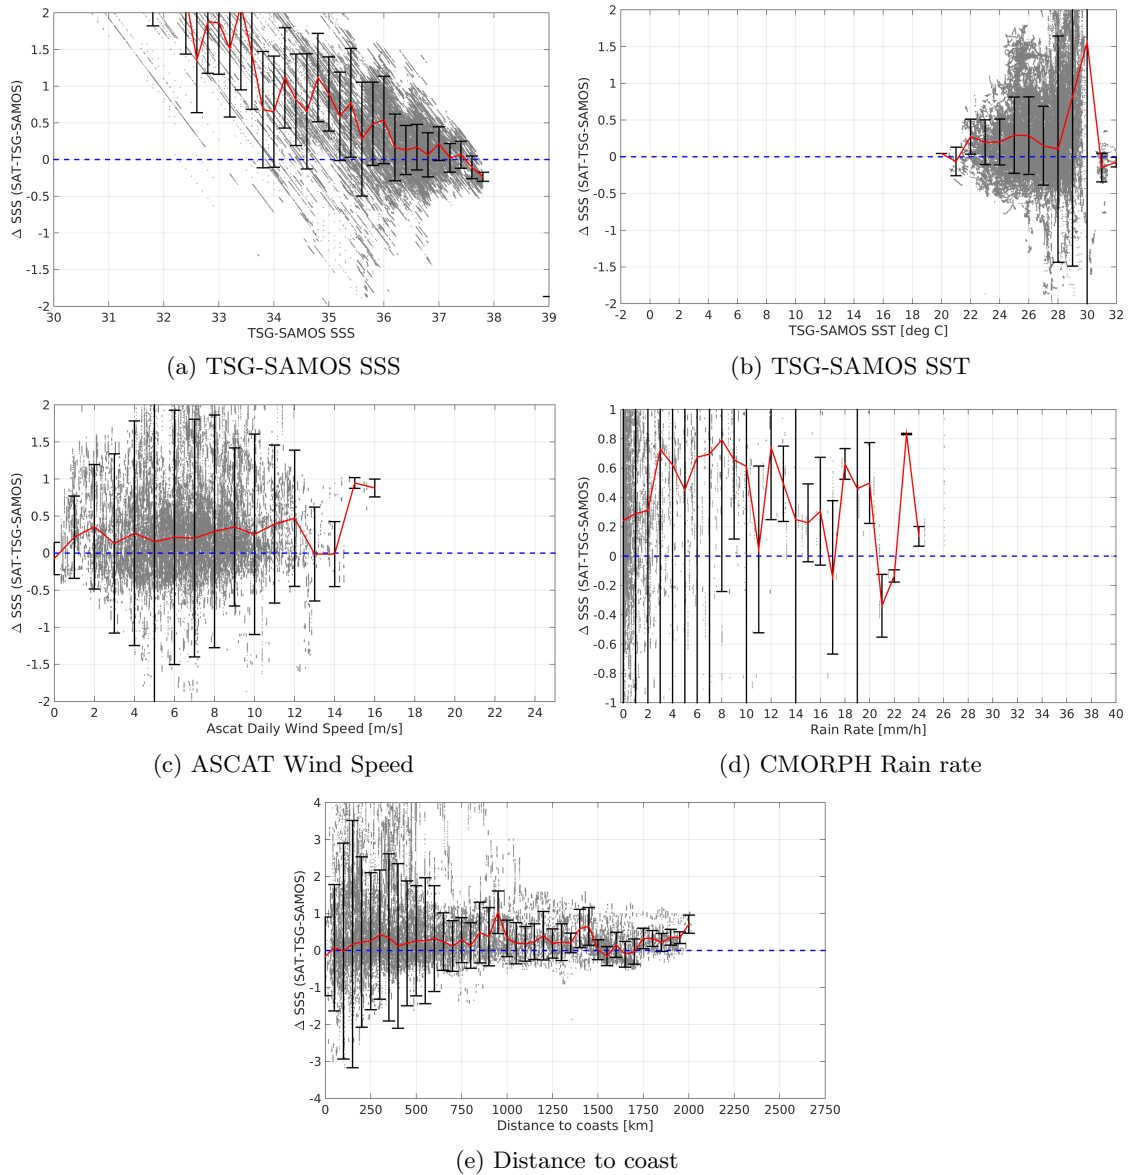 2
1.5
1
0.5
0
-0.5
-1
-1.5
-2
Δ SSS (SAT-TSG-SAMOS)
30 31 32 33 34 35 36 37 38 39
TSG-SAMOS SSS
(a) TSG-SAMOS SSS
2
1.5
1
0.5
0
-0.5
-1
-1.5
-2
Δ SSS (SAT-TSG-SAMOS)
-2 0 2 4 6 8 10 12 14 16 18 20 22 24 26 28 30 32
TSG-SAMOS SST [deg C]
(b) TSG-SAMOS SST
2
1.5
1
0.5
0
-0.5
-1
-1.5
-2
Δ SSS (SAT-TSG-SAMOS)
0 2 4 6 8 10 12 14 16 18 20 22 24
Ascat Daily Wind Speed [m/s]
(c) ASCAT Wind Speed
1
0.8
0.6
0.4
0.2
0
-0.2
-0.4
-0.6
-0.8
-1
Δ SSS (SAT-TSG-SAMOS)
0 2 4 6 8 10 12 14 16 18 20 22 24 26 28 30 32 34 36 38 40
Rain Rate [mm/h]
(d) CMORPH Rain rate
4
3
2
1
0
-1
-2
-3
-4
Δ SSS (SAT-TSG-SAMOS)
0 250 500 750 1000 1250 1500 1750 2000 2250 2500 2750
Distance to coasts [km]
(e) Distance to coast